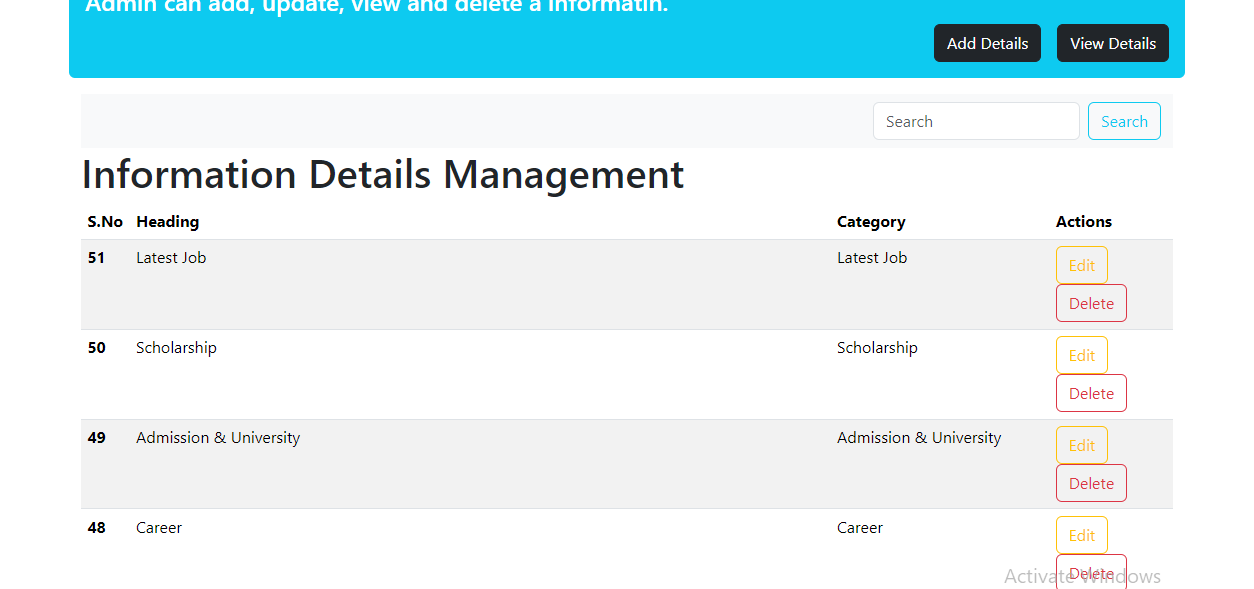 Admin can add, update, view and delete a Informatin.
Add Details View Details
Search Search
Information Details Management
S.No Heading Category Actions
51 Latest Job Latest Job Edit
Delete
50 Scholarship Scholarship Edit
Delete
49 Admission & University Admission & University Edit
Delete
48 Career Career Edit
Delete
Activate Windows